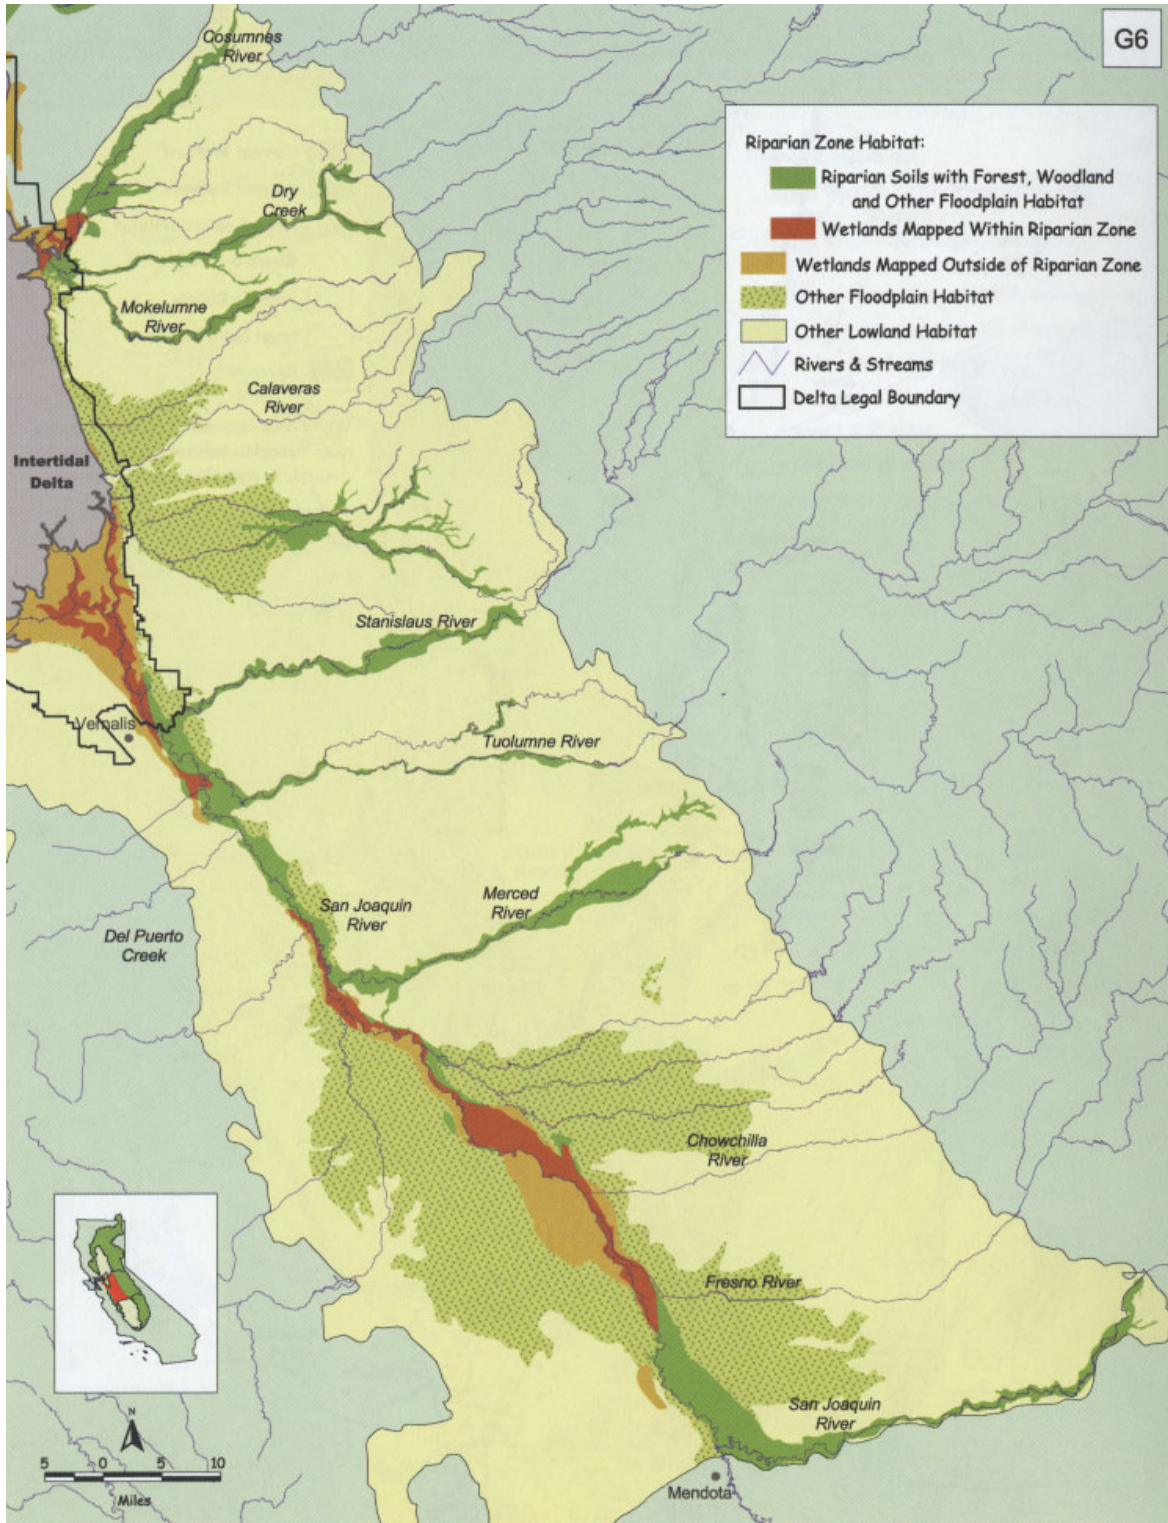 Cosumnes
River
G6
Riparian Zone Habitat:
Riparian Soils with Forest, Woodland
and Other Floodplain Habitat
Wetlands Mapped Within Riparian Zone
Wetlands Mapped Outside of Riparian Zone
Other Floodplain Habitat
Other Lowland Habitat
Rivers & Streams
Delta Legal Boundary
Dry
Creek
Mokelumne
River
Calaveras
River
Intertidal
Delta
Stanislaus River
Vernalis
Tuolumne River
San Joaquin
River
Merced
River
Del Puerto
Creek
Chowchilla
River
Fresno River
San Joaquin
River
Mendota
N
5 0 5 10
Miles